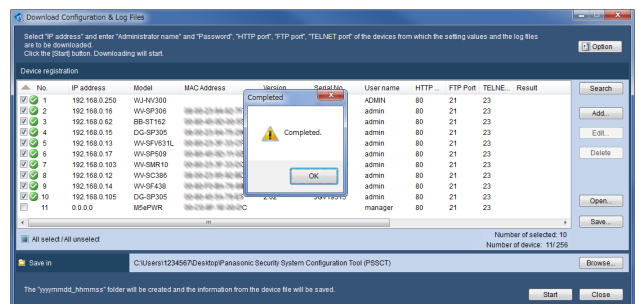 Download Configuration & Log Files
Select "IP address" and enter "Administrator name" and "Password", "HTTP port", "FTP port", "TELNET port" of the devices from which the setting values and the log files
are to be downloaded.
Click the [Start] button. Downloading will start.
Option
Device registration
No. IP address Model MAC Address Version Serial No. User name HTTP ... FTP Port TELNE... Result
1 192.168.0.250 WJ-NV300 ADMIN 80 21 23
2 192.168.0.16 WV-SP306 admin 80 21 23
3 192.168.0.62 BB-ST162 admin 80 21 23
4 192.168.0.15 DG-SP305 admin 80 21 23
5 192.168.0.13 WV-SFV631L admin 80 21 23
6 192.168.0.17 WV-SP509 admin 80 21 23
7 192.168.0.103 WV-SMR10 admin 80 21 23
8 192.168.0.12 WV-SC386 admin 80 21 23
9 192.168.0.14 WV-SF438 admin 80 21 23
10 192.168.0.105 DG-SP305 admin 80 21 23
11 0.0.0.0 M5ePWR manager 80 21 23
Completed
Completed.
OK
Search
Add...
Edit...
Delete
Open...
Save...
All select / All unselect
Number of selected: 10
Number of device: 11/ 256
Save in C:\Users\1234567\Desktop\Panasonic Security System Configuration Tool (PSSCT) Browse...
The "yyyymmdd_hhmmss" folder will be created and the information from the device file will be saved.
Start Close